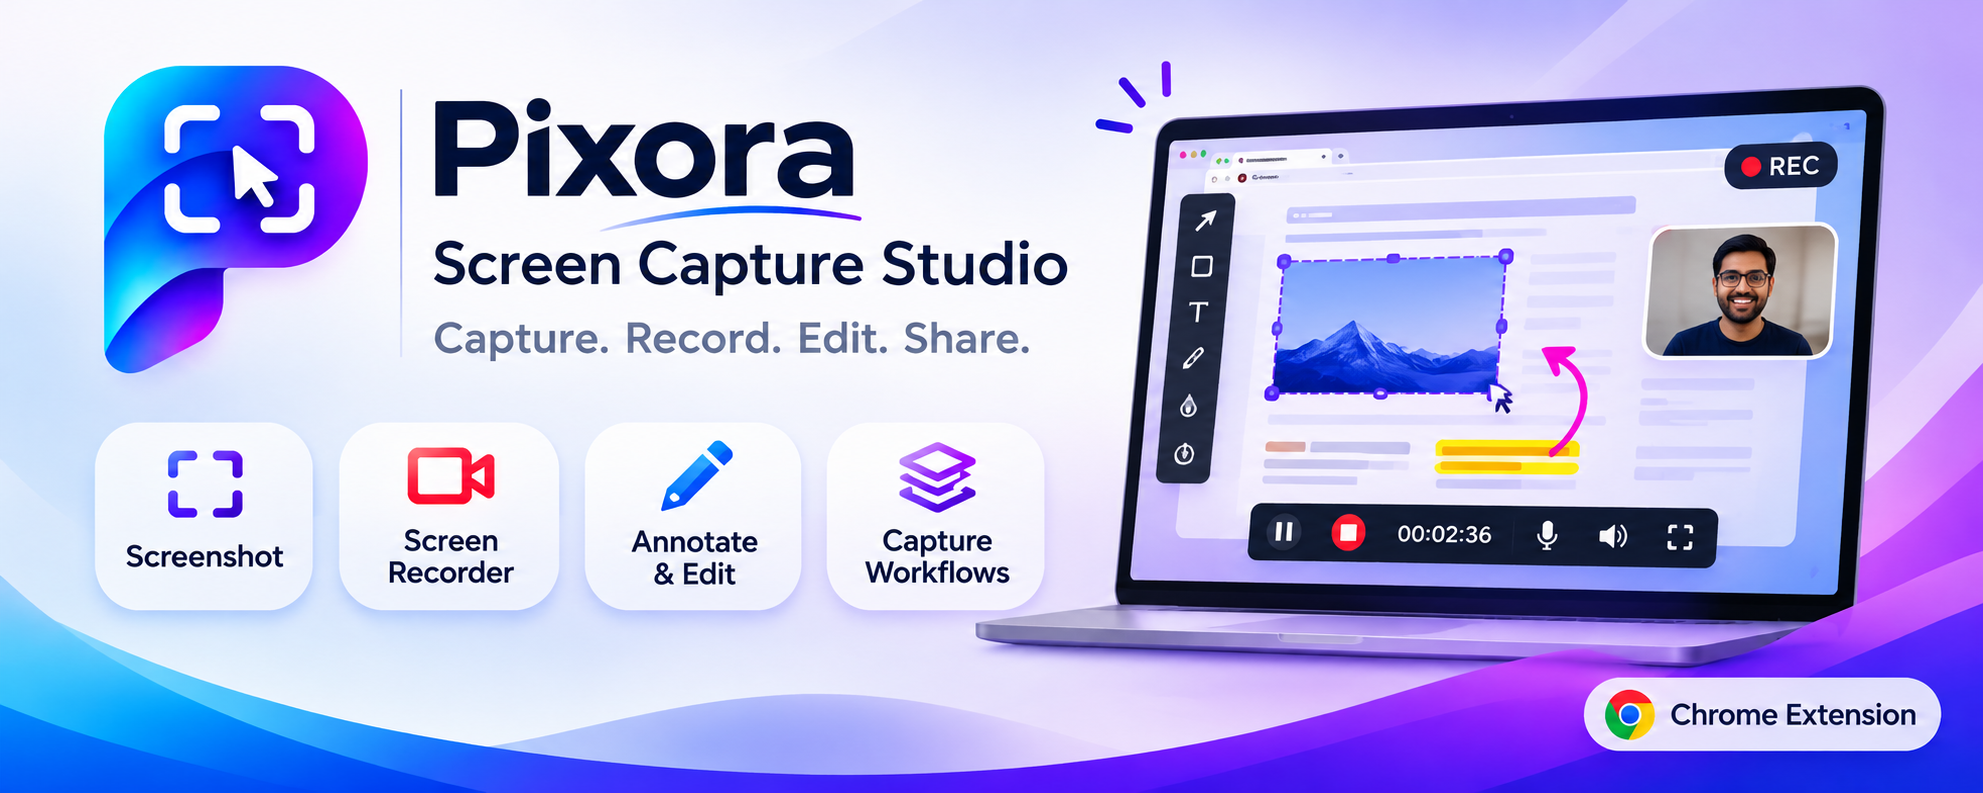 Pixora
Screen Capture Studio
Capture. Record. Edit. Share.
Screenshot
Screen
Recorder
Annotate
& Edit
Capture
Workflows
REC
T
00:02:36
Chrome Extension